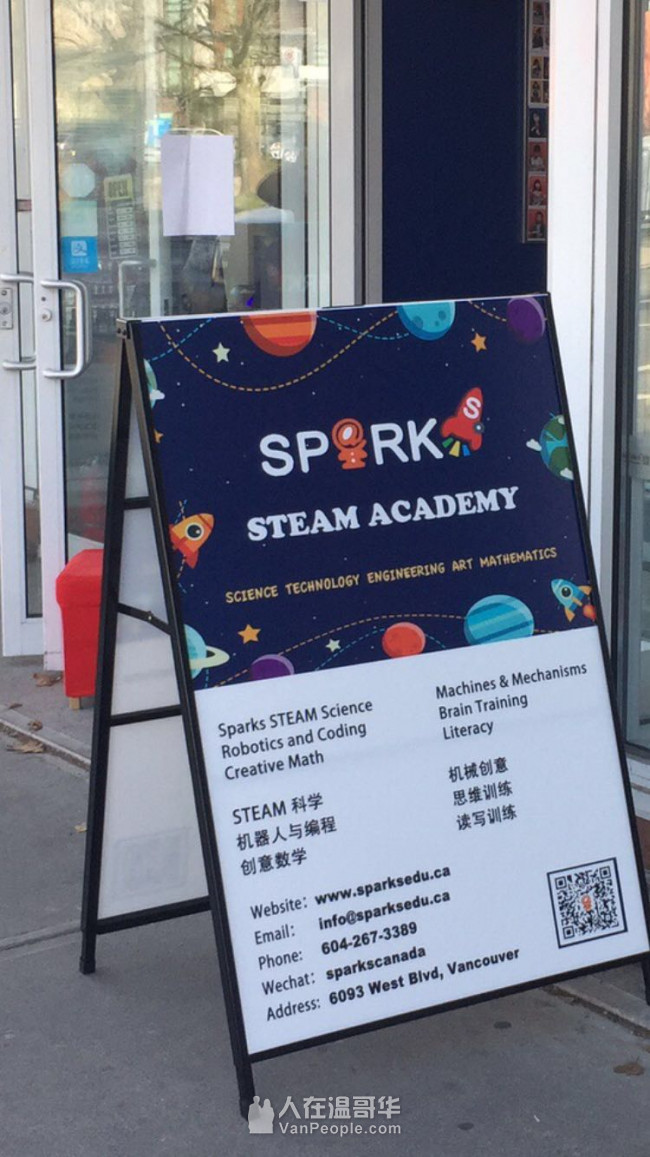 OPEN
SPARKS
STEAM ACADEMY
SCIENCE TECHNOLOGY ENGINEERING ART MATHEMATICS
Sparks STEAM Science
Robotics and Coding
Creative Math
Machines & Mechanisms
Brain Training
Literacy
STEAM 科学
机器人与编程
创意数学
机械创意
思维训练
读写训练
Website: www.sparksedu.ca
Email: info@sparksedu.ca
Phone: 604-267-3389
Wechat: sparkscanada
Address: 6093 West Blvd, Vancouver
人在温哥华
VanPeople.com